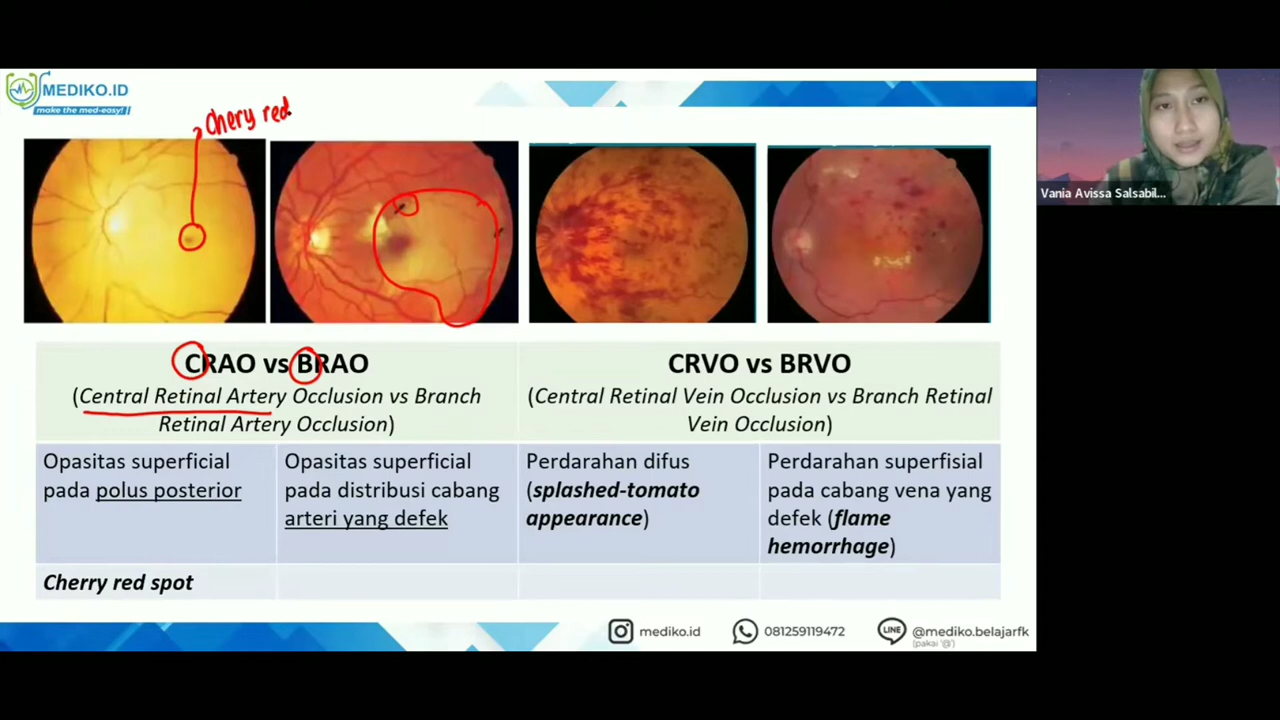 MEDIKO.ID
make the med-easy!
Chery red
Vania Avissa Salsabil...
CRAO vs BRAO
(Central Retinal Artery Occlusion vs Branch
Retinal Artery Occlusion)
CRVO vs BRVO
(Central Retinal Vein Occlusion vs Branch Retinal
Vein Occlusion)
Opasitas superficial
pada polus posterior
Opasitas superficial
pada distribusi cabang
arteri yang defek
Perdarahan difus
(splashed-tomato
appearance)
Perdarahan superfisial
pada cabang vena yang
defek (flame
hemorrhage)
Cherry red spot
mediko.id
081259119472
LINE
@mediko.belajarfk
(pakai '@')